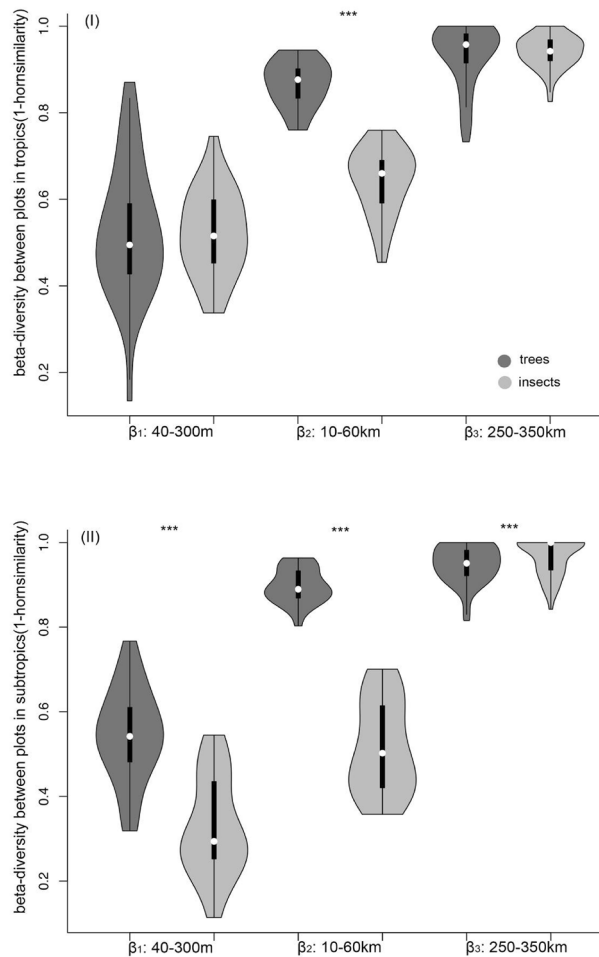 (I)
***
beta-diversity between plots in tropics(1-hornsimilarity)
1.0
0.8
0.6
0.4
0.2
trees
insects
β₁: 40-300m
β₂: 10-60km
β₃: 250-350km
(II)
***
***
***
beta-diversity between plots in subtropics(1-hornsimilarity)
1.0
0.8
0.6
0.4
0.2
β₁: 40-300m
β₂: 10-60km
β₃: 250-350km